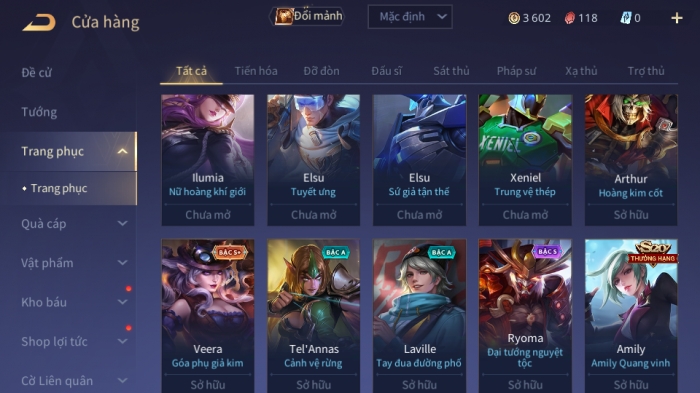 Cửa hàng
Đổi mảnh
Mặc định
3 602
118
0
Đề cử
Tướng
Trang phục
Trang phục
Quà cáp
Vật phẩm
Kho báu
Shop lợi tức
Cờ Liên quân
Tất cả
Tiến hóa
Đỡ đòn
Đấu sĩ
Sát thủ
Pháp sư
Xạ thủ
Trợ thủ
Ilumia
Nữ hoàng khí giới
Chưa mở
Elsu
Tuyết ưng
Chưa mở
Elsu
Sứ giả tận thế
Chưa mở
XENIEL
Xeniel
Trung vệ thép
Chưa mở
Arthur
Hoàng kim cốt
Sở hữu
BẬC S+
Veera
Góa phụ giả kim
Sở hữu
BẬC A
Tel'Annas
Cảnh vệ rừng
Sở hữu
BẬC A
Laville
Tay đua đường phố
Sở hữu
BẬC S
Ryoma
Đại tướng nguyệt
tộc
Sở hữu
S20
THƯỞNG HẠNG
Amily
Amily Quang vinh
Sở hữu